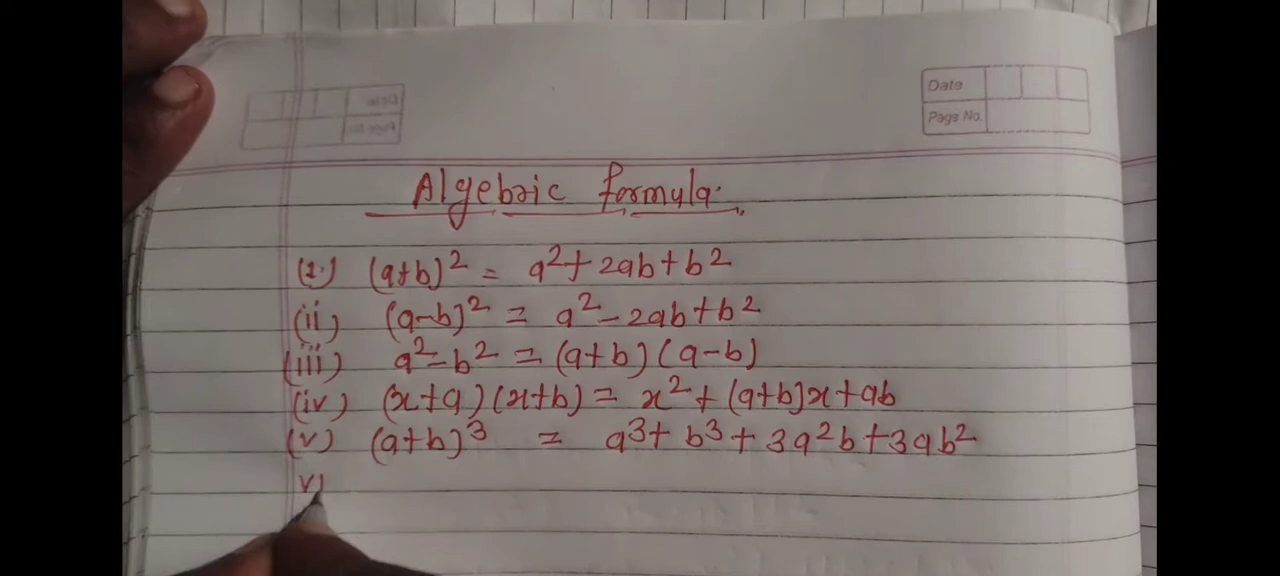 Date
Page No.
Algebric formula.
(i.) (a+b)² = a²+2ab+b²
(ii) (a-b)² = a²-2ab+b²
(iii) a²-b² = (a+b)(a-b)
(iv) (x+a)(x+b) = x²+(a+b)x+ab
(v) (a+b)³ = a³+b³+3a²b+3ab²
vi